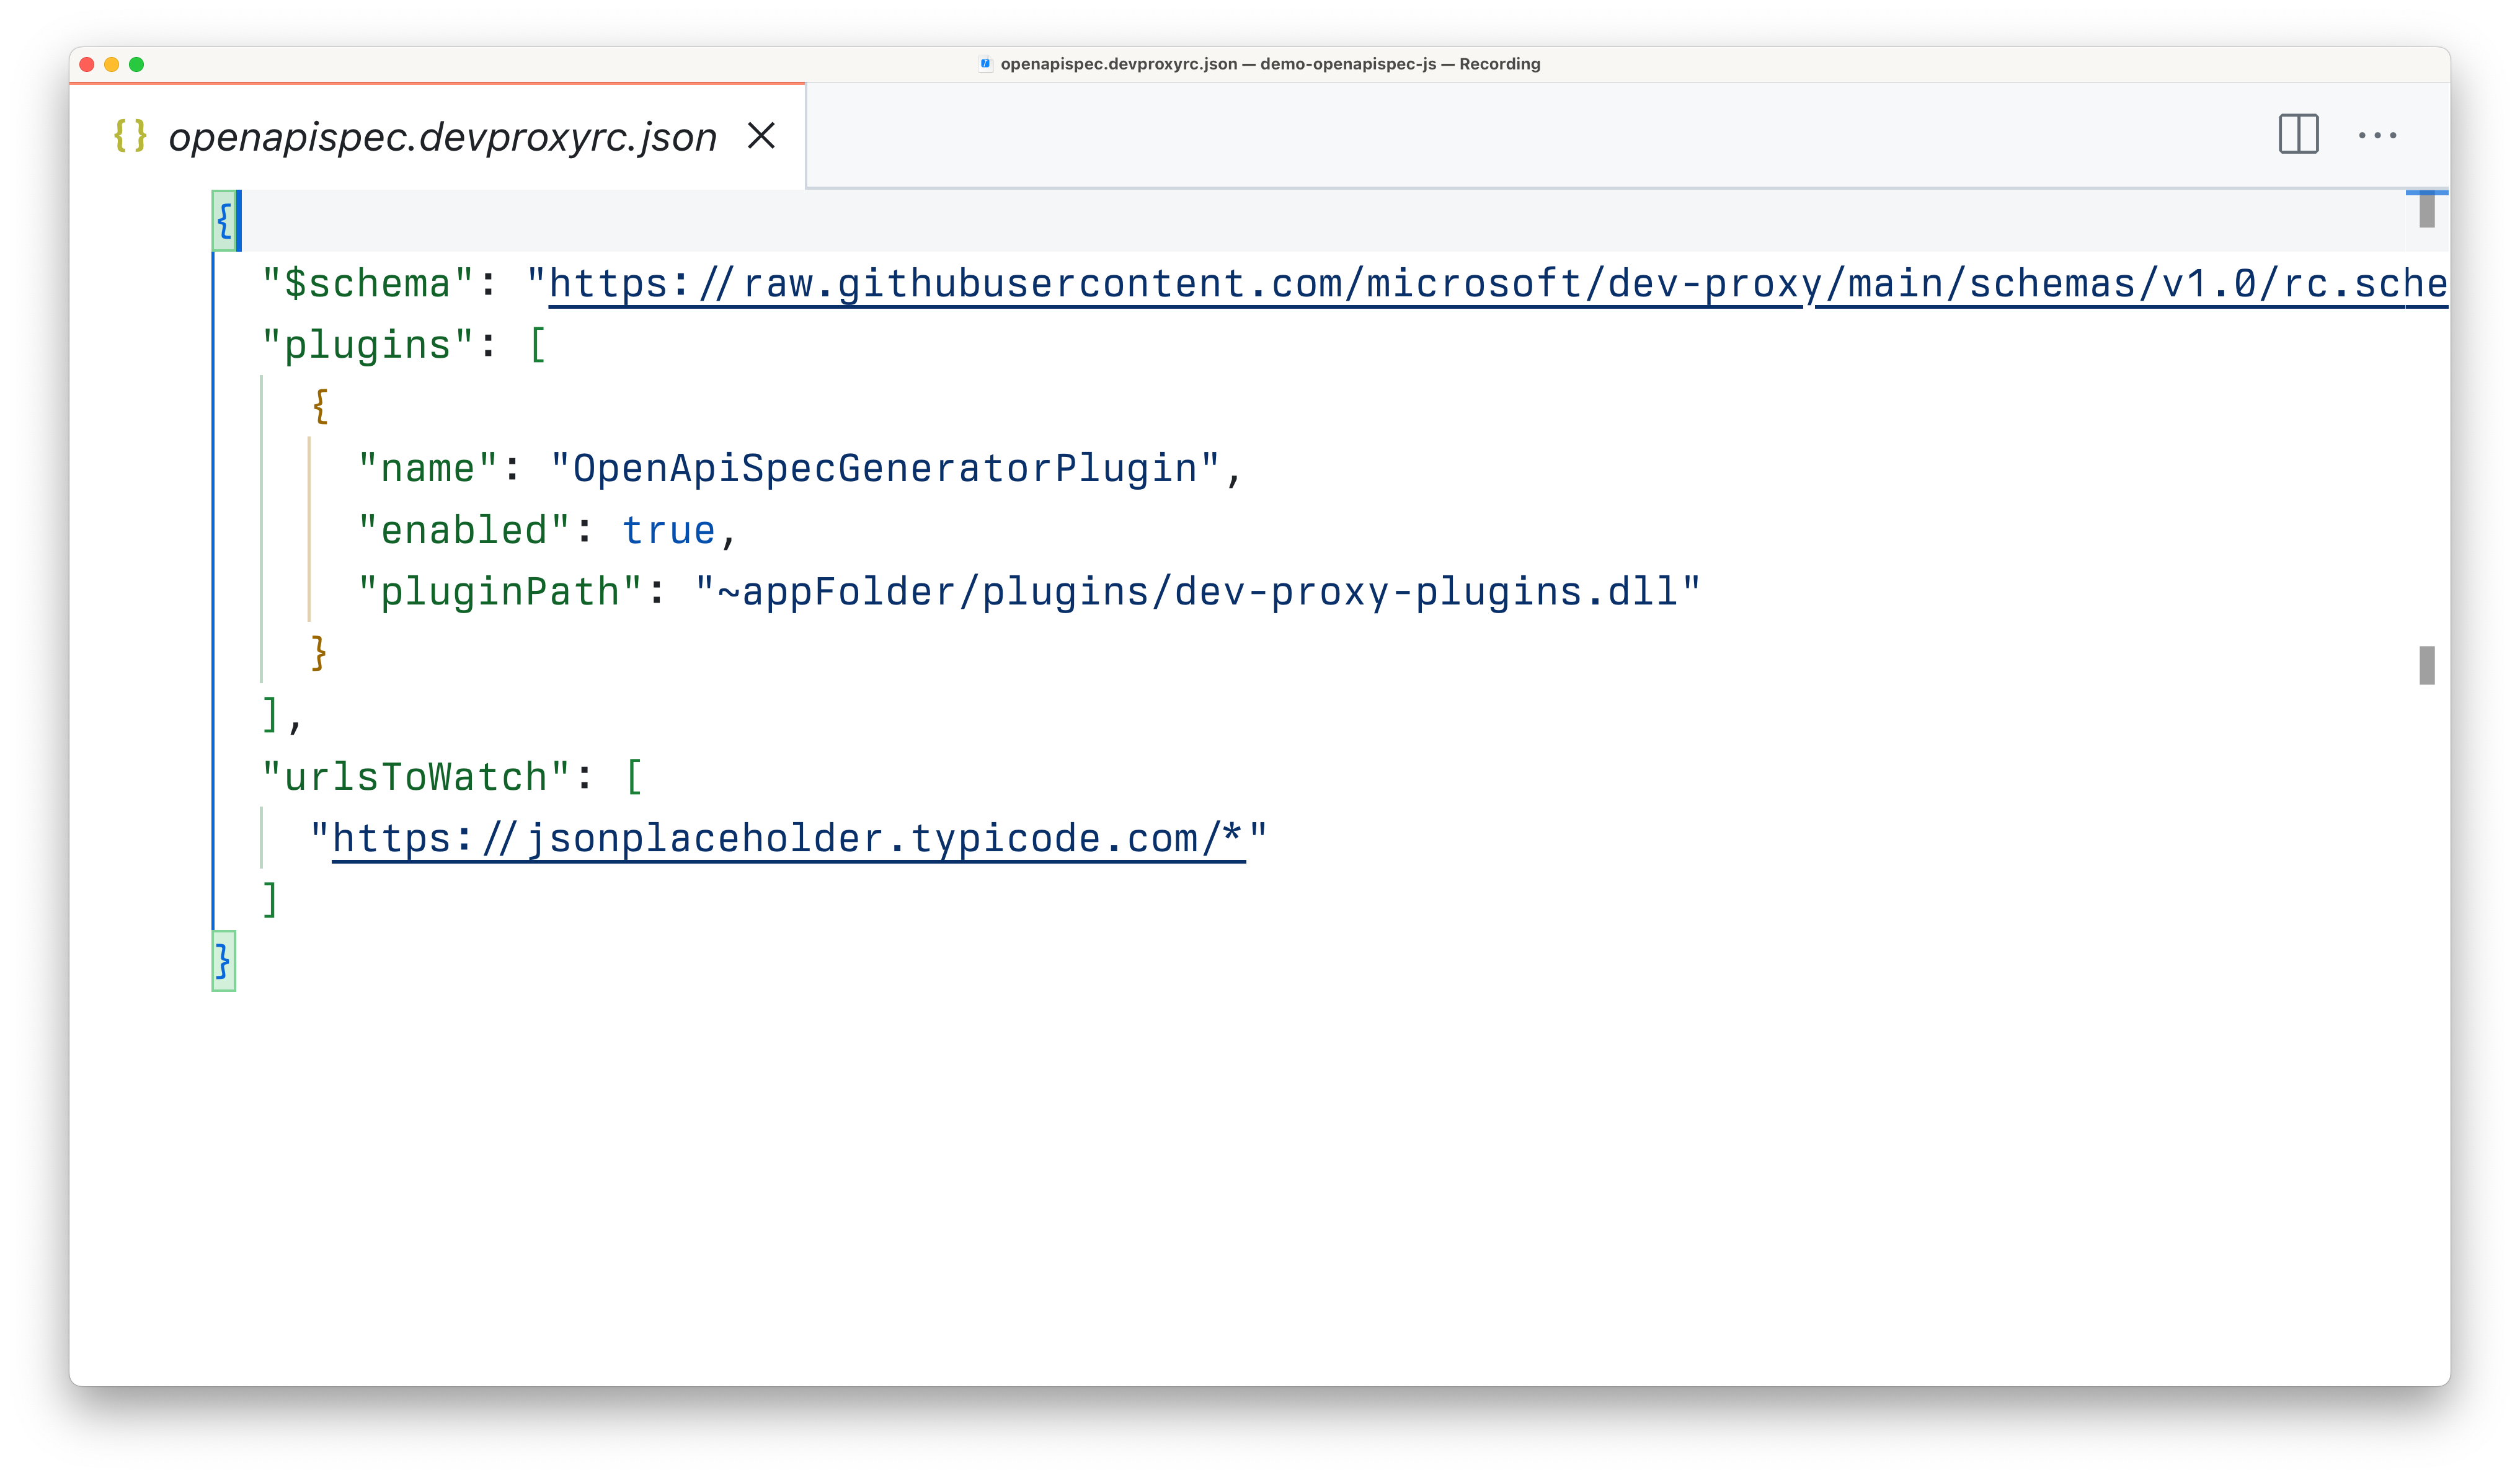 openapispec.devproxyrc.json — demo-openapispec-js — Recording
{} openapispec.devproxyrc.json
{
  "$schema": "https://raw.githubusercontent.com/microsoft/dev-proxy/main/schemas/v1.0/rc.sche
  "plugins": [
    {
      "name": "OpenApiSpecGeneratorPlugin",
      "enabled": true,
      "pluginPath": "~appFolder/plugins/dev-proxy-plugins.dll"
    }
  ],
  "urlsToWatch": [
    "https://jsonplaceholder.typicode.com/*"
  ]
}